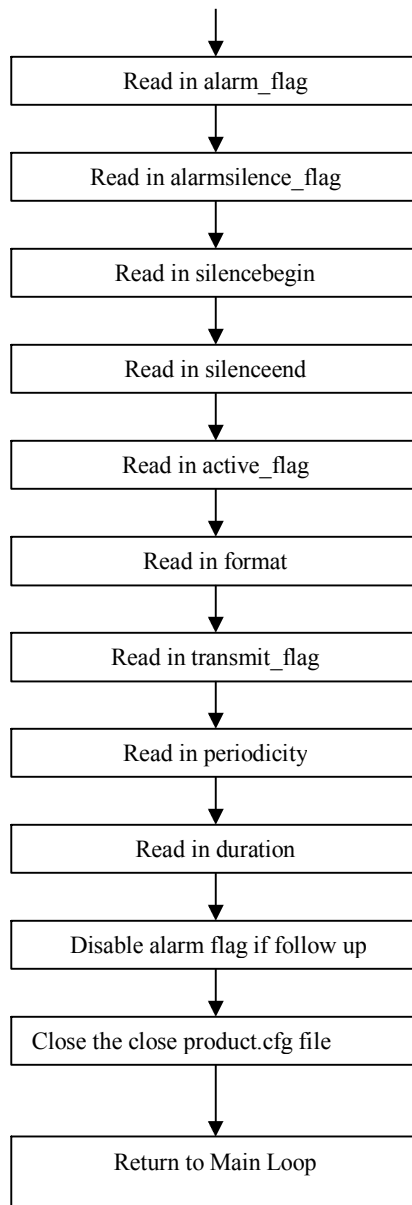 Read in alarm_flag
Read in alarmsilence_flag
Read in silencebegin
Read in silenceend
Read in active_flag
Read in format
Read in transmit_flag
Read in periodicity
Read in duration
Disable alarm flag if follow up
Close the close product.cfg file
Return to Main Loop